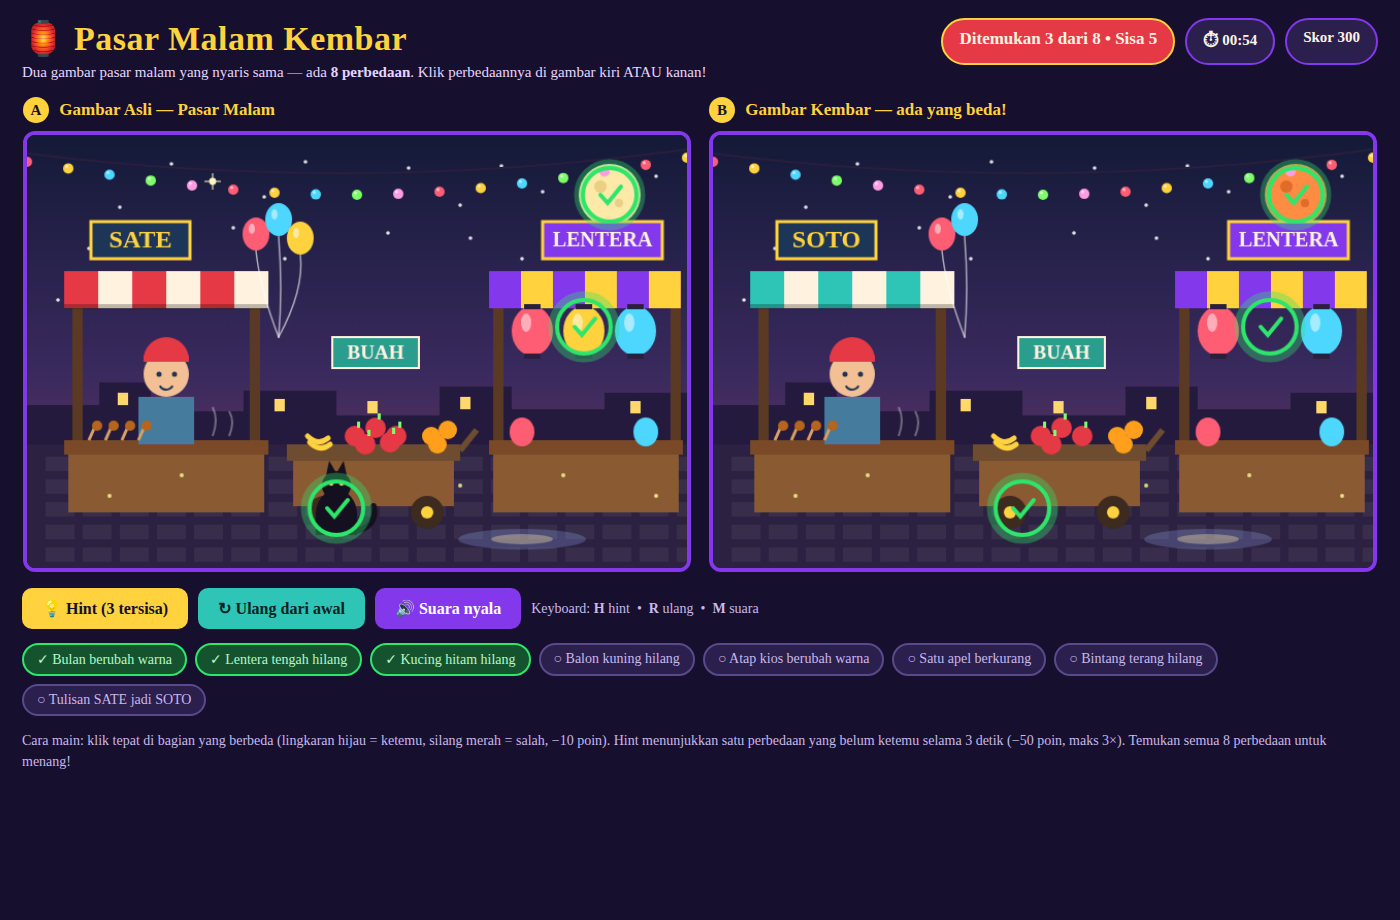 Pasar Malam Kembar
Dua gambar pasar malam yang nyaris sama — ada 8 perbedaan. Klik perbedaannya di gambar kiri ATAU kanan!
Ditemukan 3 dari 8 • Sisa 5
⏱ 00:54
Skor 300
A Gambar Asli — Pasar Malam
B Gambar Kembar — ada yang beda!
SATE
LENTERA
BUAH
SOTO
LENTERA
BUAH
💡 Hint (3 tersisa)
↻ Ulang dari awal
🔊 Suara nyala
Keyboard: H hint • R ulang • M suara
✓ Bulan berubah warna
✓ Lentera tengah hilang
✓ Kucing hitam hilang
○ Balon kuning hilang
○ Atap kios berubah warna
○ Satu apel berkurang
○ Bintang terang hilang
○ Tulisan SATE jadi SOTO
Cara main: klik tepat di bagian yang berbeda (lingkaran hijau = ketemu, silang merah = salah, −10 poin). Hint menunjukkan satu perbedaan yang belum ketemu selama 3 detik (−50 poin, maks 3×). Temukan semua 8 perbedaan untuk
menang!